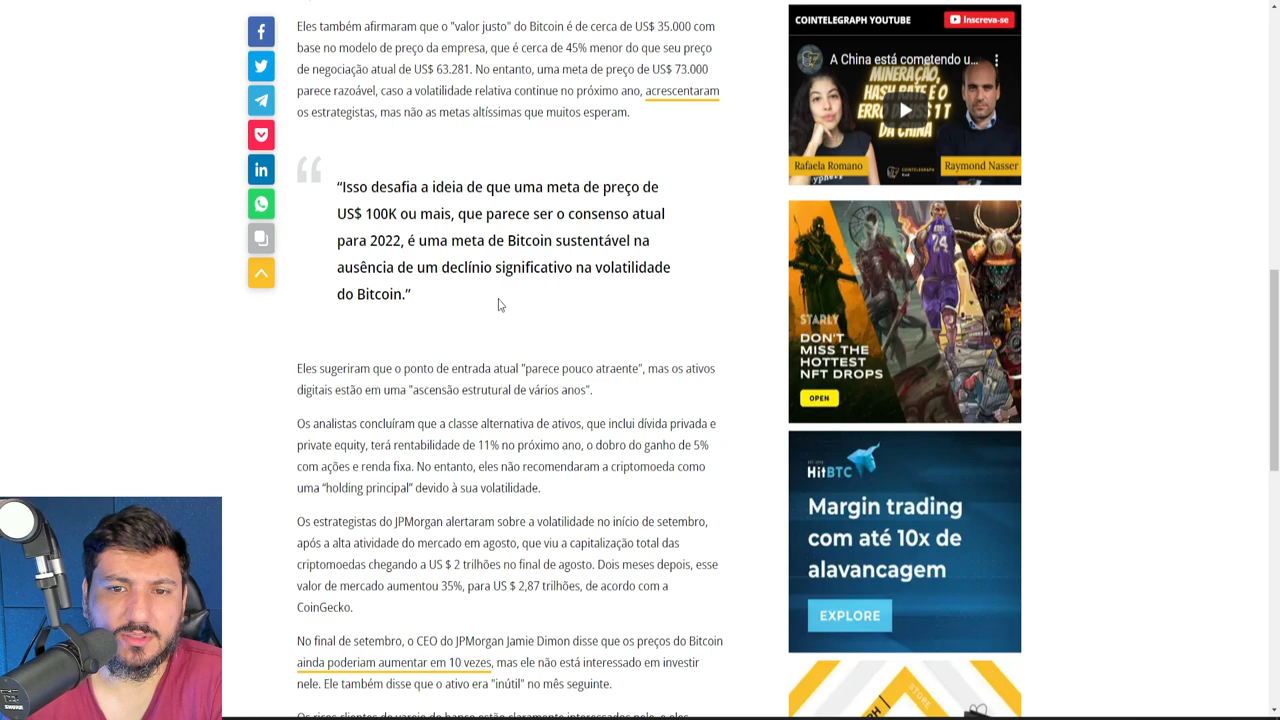 Eles também afirmaram que o "valor justo" do Bitcoin é de cerca de US$ 35.000 com
base no modelo de preço da empresa, que é cerca de 45% menor do que seu preço
de negociação atual de US$ 63.281. No entanto, uma meta de preço de US$ 73.000
parece razoável, caso a volatilidade relativa continue no próximo ano, acrescentaram
os estrategistas, mas não as metas altíssimas que muitos esperam.
“Isso desafia a ideia de que uma meta de preço de
US$ 100K ou mais, que parece ser o consenso atual
para 2022, é uma meta de Bitcoin sustentável na
ausência de um declínio significativo na volatilidade
do Bitcoin.”
Eles sugeriram que o ponto de entrada atual "parece pouco atraente", mas os ativos
digitais estão em uma "ascensão estrutural de vários anos".
Os analistas concluíram que a classe alternativa de ativos, que inclui dívida privada e
private equity, terá rentabilidade de 11% no próximo ano, o dobro do ganho de 5%
com ações e renda fixa. No entanto, eles não recomendaram a criptomoeda como
uma “holding principal” devido à sua volatilidade.
Os estrategistas do JPMorgan alertaram sobre a volatilidade no início de setembro,
após a alta atividade do mercado em agosto, que viu a capitalização total das
criptomoedas chegando a US $ 2 trilhões no final de agosto. Dois meses depois, esse
valor de mercado aumentou 35%, para US $ 2,87 trilhões, de acordo com a
CoinGecko.
No final de setembro, o CEO do JPMorgan Jamie Dimon disse que os preços do Bitcoin
ainda poderiam aumentar em 10 vezes, mas ele não está interessado em investir
nele. Ele também disse que o ativo era "inútil" no mês seguinte.
COINTELEGRAPH YOUTUBE
Inscreva-se
A China está cometendo u...
MINERAÇÃO,
HASH RATE E O
ERRO DE US$ 1 T
DA CHINA
Rafaela Romano
Raymond Nasser
COINTELEGRAPH
24
STARLY
DON'T
MISS THE
HOTTEST
NFT DROPS
OPEN
HitBTC
Margin trading
com até 10x de
alavancagem
EXPLORE
STORE